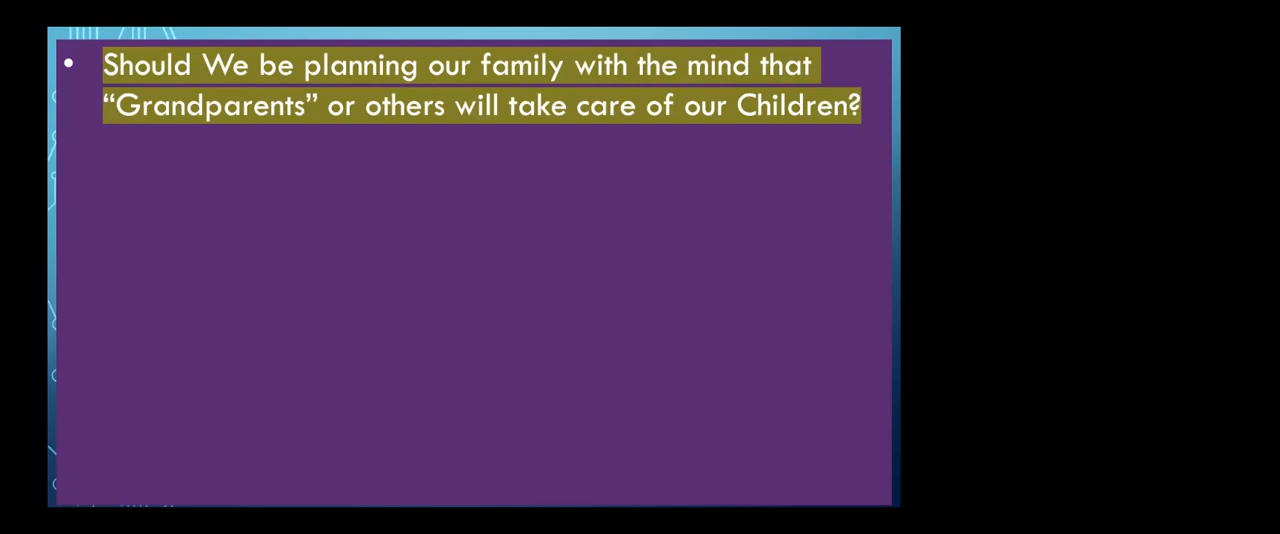 • Should We be planning our family with the mind that
“Grandparents” or others will take care of our Children?